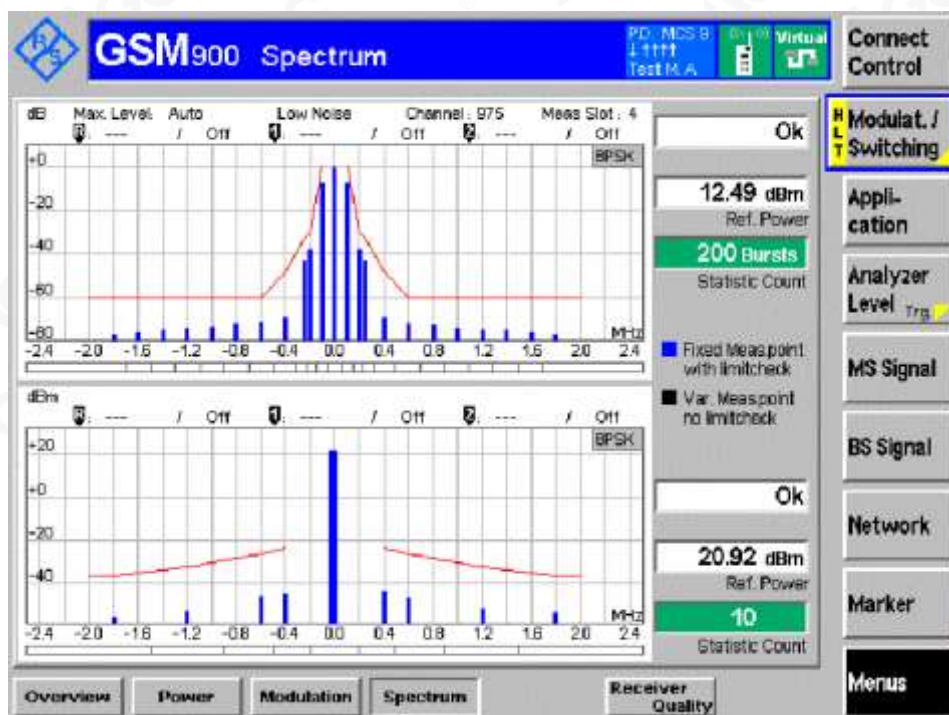 R S
GSM900 Spectrum
PD: MCS 9
Test M. A.
Virtual
Connect Control
dB Max. Level: Auto Low Noise Channel: 975 Meas Slot: 4
R: --- / Off 1: --- / Off 2: --- / Off
BPSK
+0
-20
-40
-60
-80
MHz
-2.4 -2.0 -1.6 -1.2 -0.8 -0.4 0.0 0.4 0.8 1.2 1.6 2.0 2.4
Ok
12.49 dBm
Ref. Power
200 Bursts
Statistic Count
Fixed Meas.point
with limitcheck
Var. Meas.point
no limitcheck
dBm
R: --- / Off 1: --- / Off 2: --- / Off
BPSK
+20
+0
-20
-40
MHz
-2.4 -2.0 -1.6 -1.2 -0.8 -0.4 0.0 0.4 0.8 1.2 1.6 2.0 2.4
Ok
20.92 dBm
Ref. Power
10
Statistic Count
HLT
Modulat. /
Switching
Appli-
cation
Analyzer
Level Trg
MS Signal
BS Signal
Network
Marker
Menus
Overview Power Modulation Spectrum Receiver
Quality